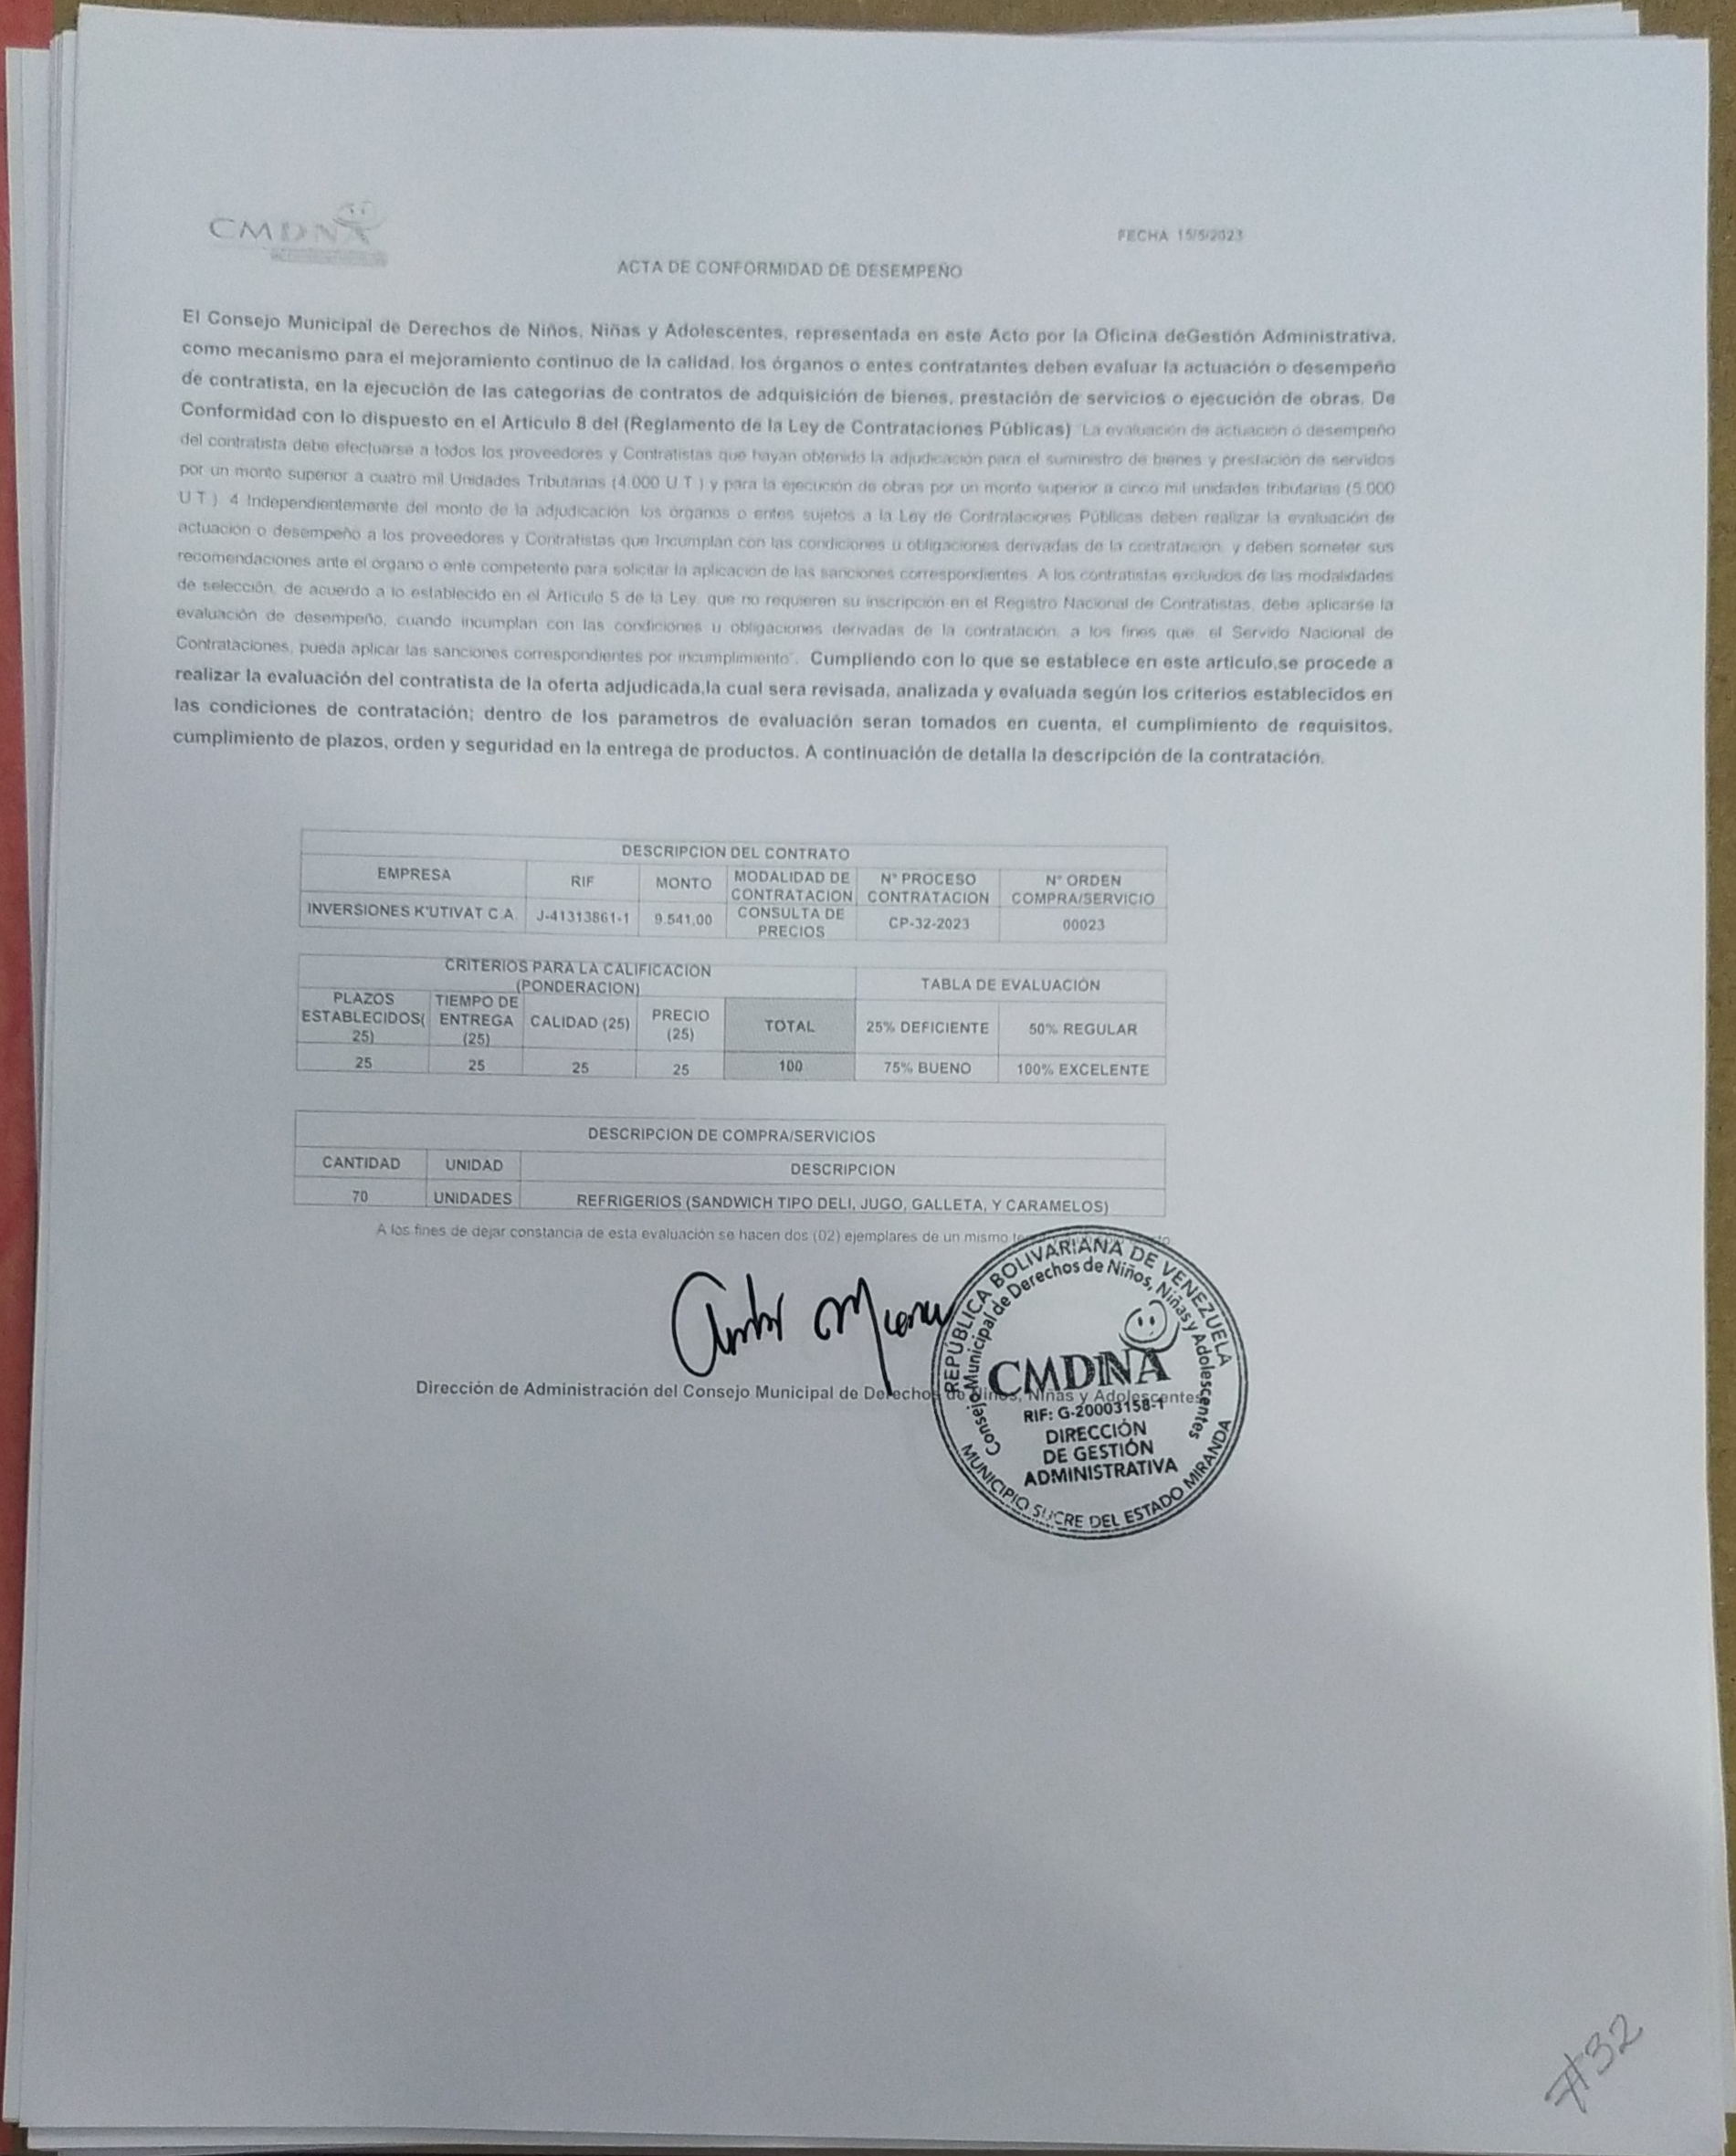 CMDNA
FECHA 15/5/2023
ACTA DE CONFORMIDAD DE DESEMPEÑO
El Consejo Municipal de Derechos de Niños, Niñas y Adolescentes, representada en este Acto por la Oficina deGestión Administrativa,
como mecanismo para el mejoramiento continuo de la calidad, los órganos o entes contratantes deben evaluar la actuación o desempeño
de contratista, en la ejecución de las categorías de contratos de adquisición de bienes, prestación de servicios o ejecución de obras. De
Conformidad con lo dispuesto en el Articulo 8 del (Reglamento de la Ley de Contrataciones Públicas) "La evaluación de actuación o desempeño
del contratista debe efectuarse a todos los proveedores y Contratistas que hayan obtenido la adjudicación para el suministro de bienes y prestación de servidos
por un monto superior a cuatro mil Unidades Tributarias (4.000 U.T.) y para la ejecución de obras por un monto superior a cinco mil unidades tributarias (5.000
U.T.). 4 Independientemente del monto de la adjudicación, los órganos o entes sujetos a la Ley de Contrataciones Públicas deben realizar la evaluación de
actuación o desempeño a los proveedores y Contratistas que Incumplan con las condiciones u obligaciones derivadas de la contratación, y deben someter sus
recomendaciones ante el órgano o ente competente para solicitar la aplicación de las sanciones correspondientes. A los contratistas excluidos de las modalidades
de selección, de acuerdo a lo establecido en el Artículo 5 de la Ley, que no requieren su inscripción en el Registro Nacional de Contratistas, debe aplicarse la
evaluación de desempeño, cuando incumplan con las condiciones u obligaciones derivadas de la contratación, a los fines que, el Servido Nacional de
Contrataciones, pueda aplicar las sanciones correspondientes por incumplimiento". Cumpliendo con lo que se establece en este articulo,se procede a
realizar la evaluación del contratista de la oferta adjudicada,la cual sera revisada, analizada y evaluada según los criterios establecidos en
las condiciones de contratación; dentro de los parametros de evaluación seran tomados en cuenta, el cumplimiento de requisitos,
cumplimiento de plazos, orden y seguridad en la entrega de productos. A continuación de detalla la descripción de la contratación.
DESCRIPCION DEL CONTRATO
EMPRESA RIF MONTO MODALIDAD DE CONTRATACION N° PROCESO CONTRATACION N° ORDEN COMPRA/SERVICIO
INVERSIONES K'UTIVAT C.A. J-41313861-1 9.541,00 CONSULTA DE PRECIOS CP-32-2023 00023
CRITERIOS PARA LA CALIFICACION (PONDERACION) TABLA DE EVALUACIÓN
PLAZOS ESTABLECIDOS( 25) TIEMPO DE ENTREGA (25) CALIDAD (25) PRECIO (25) TOTAL 25% DEFICIENTE 50% REGULAR
25 25 25 25 100 75% BUENO 100% EXCELENTE
DESCRIPCION DE COMPRA/SERVICIOS
CANTIDAD UNIDAD DESCRIPCION
70 UNIDADES REFRIGERIOS (SANDWICH TIPO DELI, JUGO, GALLETA, Y CARAMELOS)
A los fines de dejar constancia de esta evaluación se hacen dos (02) ejemplares de un mismo
Dirección de Administración del Consejo Municipal de Derechos de Niños, Niñas y Adolescentes
REPÚBLICA BOLIVARIANA DE VENEZUELA
Consejo Municipal de Derechos de Niños, Niñas y Adolescentes
CMDNA
RIF: G-20003158-1
DIRECCIÓN
DE GESTIÓN
ADMINISTRATIVA
MUNICIPIO SUCRE DEL ESTADO MIRANDA
#32